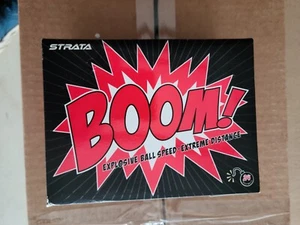 STRATA
BOOM!
EXPLOSIVE BALL SPEED EXTREME DISTANCE